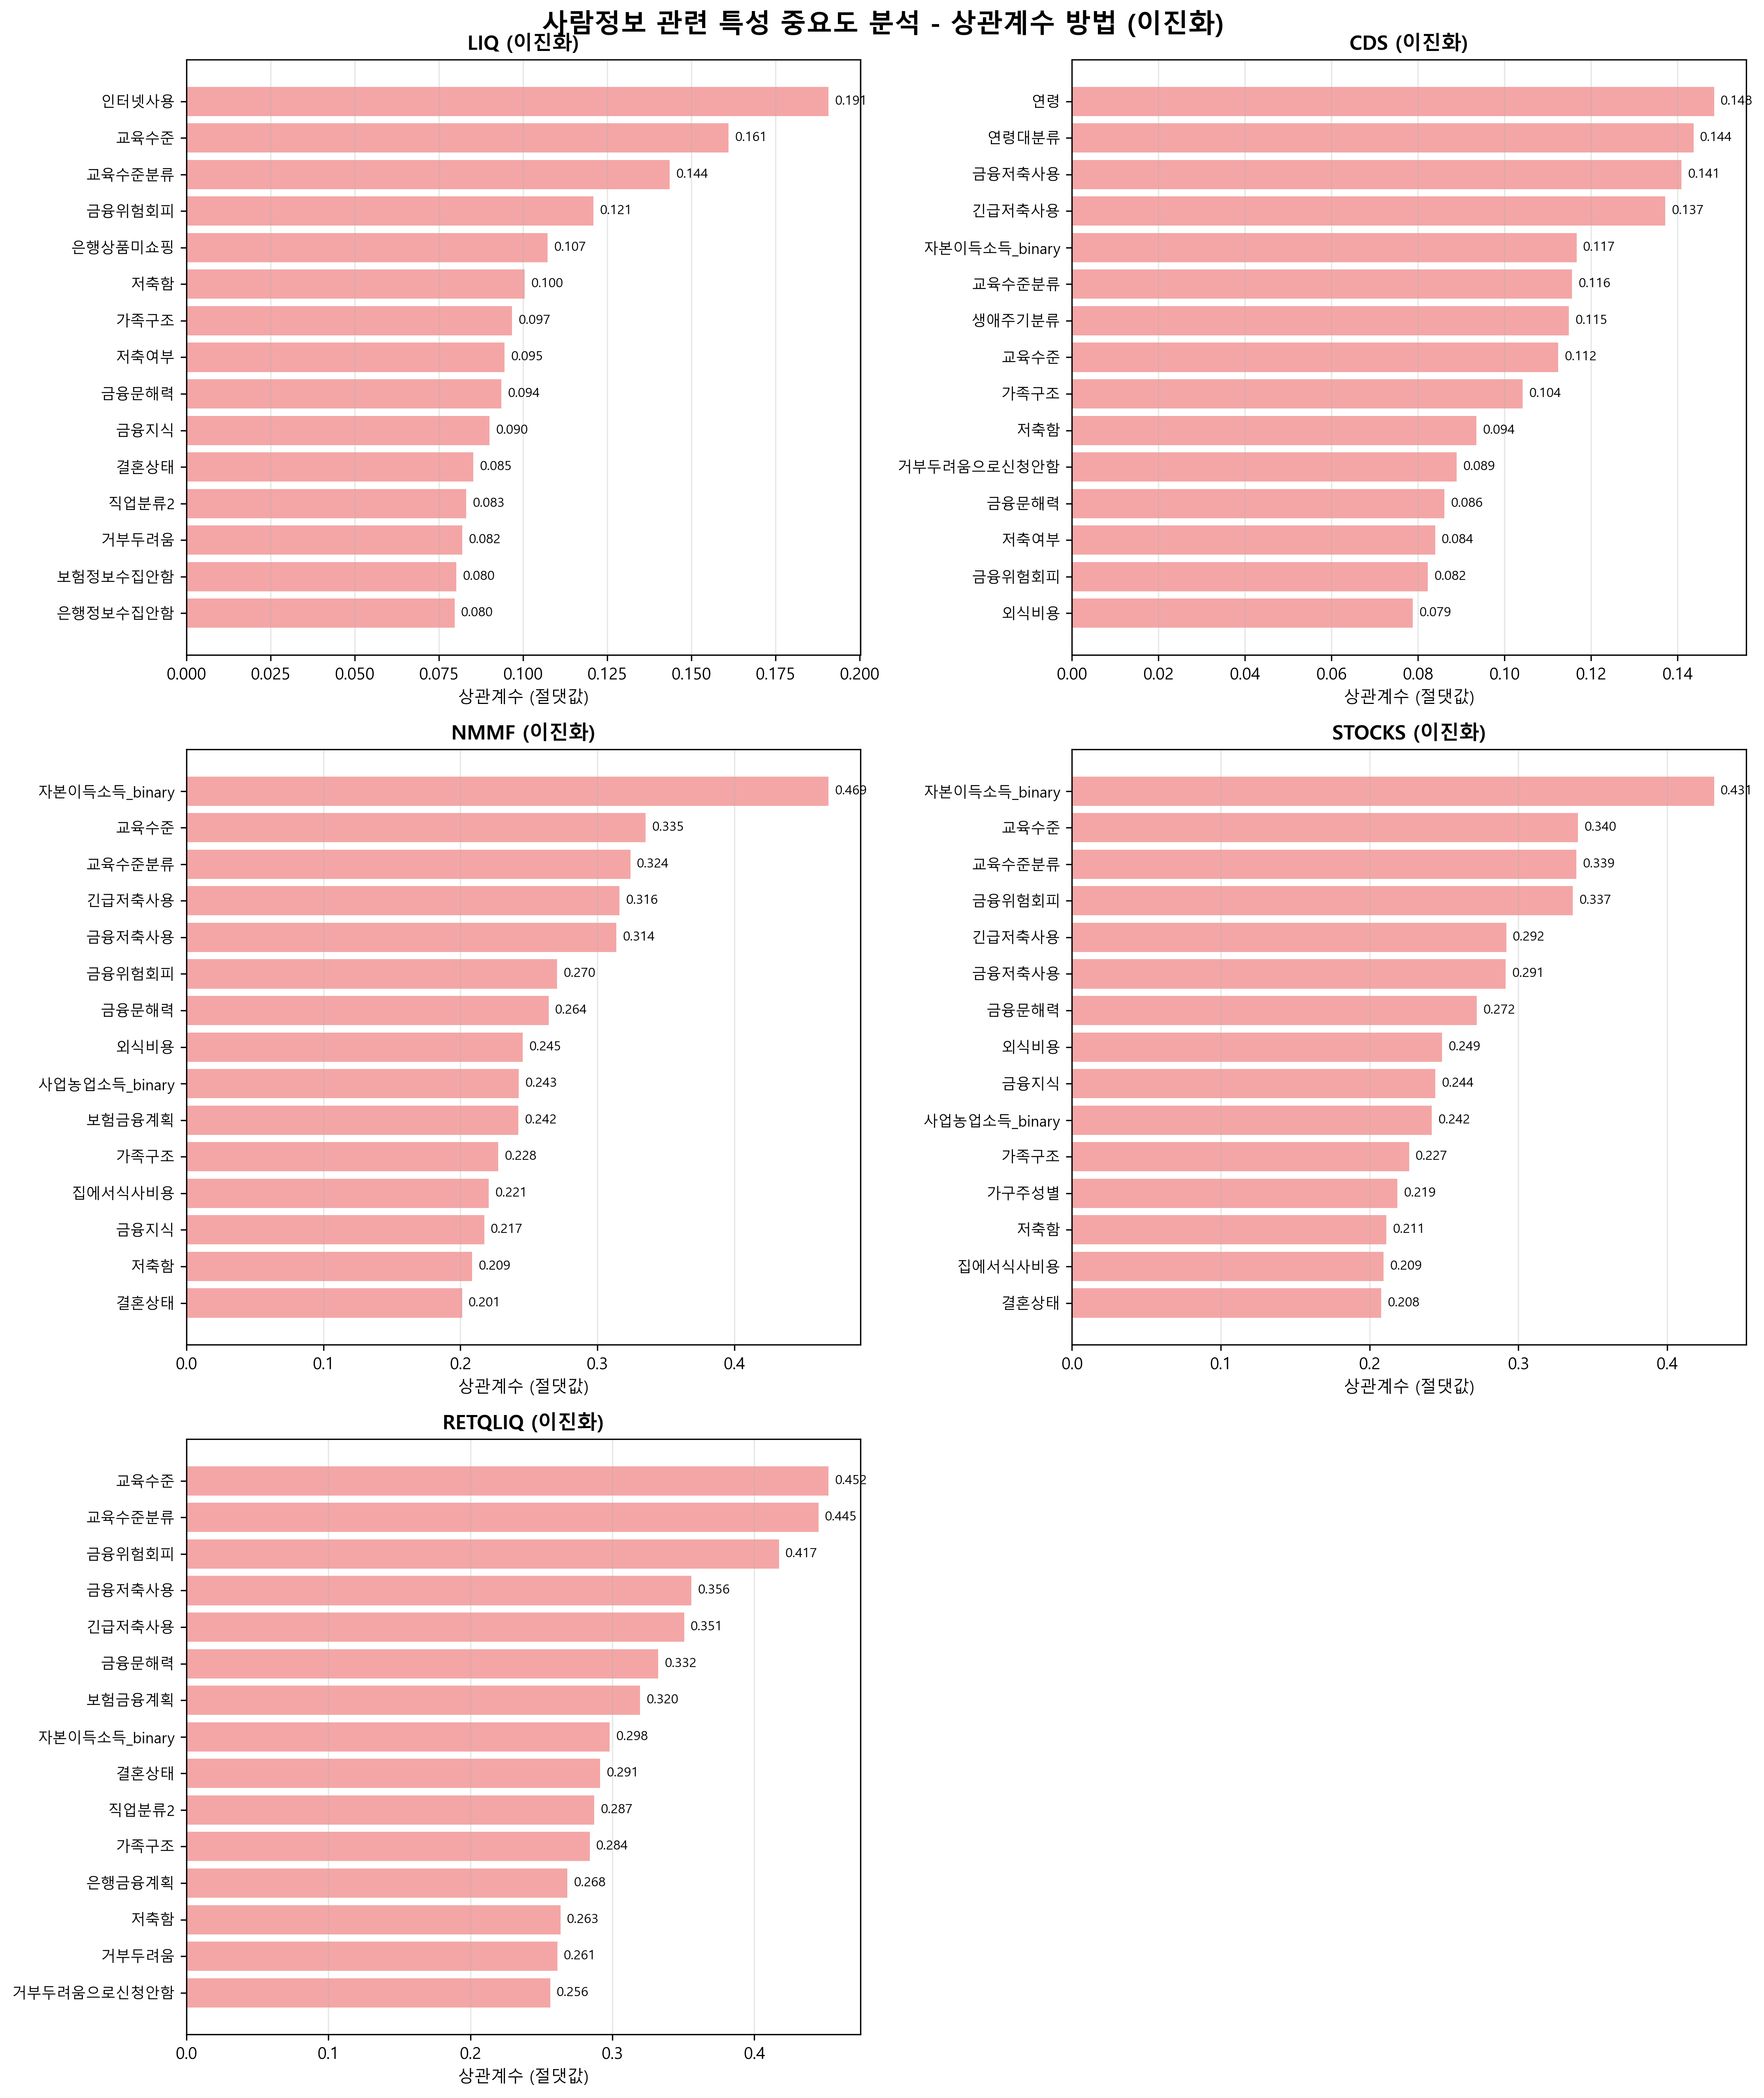 사람정보 관련 특성 중요도 분석 - 상관계수 방법 (이진화)
LIQ (이진화)
인터넷사용 0.191
교육수준 0.161
교육수준분류 0.144
금융위험회피 0.121
은행상품미쇼핑 0.107
저축함 0.100
가족구조 0.097
저축여부 0.095
금융문해력 0.094
금융지식 0.090
결혼상태 0.085
직업분류2 0.083
거부두려움 0.082
보험정보수집안함 0.080
은행정보수집안함 0.080
0.000 0.025 0.050 0.075 0.100 0.125 0.150 0.175 0.200
상관계수 (절댓값)
CDS (이진화)
연령 0.148
연령대분류 0.144
금융저축사용 0.141
긴급저축사용 0.137
자본이득소득_binary 0.117
교육수준분류 0.116
생애주기분류 0.115
교육수준 0.112
가족구조 0.104
저축함 0.094
거부두려움으로신청안함 0.089
금융문해력 0.086
저축여부 0.084
금융위험회피 0.082
외식비용 0.079
0.00 0.02 0.04 0.06 0.08 0.10 0.12 0.14
상관계수 (절댓값)
NMMF (이진화)
자본이득소득_binary 0.469
교육수준 0.335
교육수준분류 0.324
긴급저축사용 0.316
금융저축사용 0.314
금융위험회피 0.270
금융문해력 0.264
외식비용 0.245
사업농업소득_binary 0.243
보험금융계획 0.242
가족구조 0.228
집에서식사비용 0.221
금융지식 0.217
저축함 0.209
결혼상태 0.201
0.0 0.1 0.2 0.3 0.4
상관계수 (절댓값)
STOCKS (이진화)
자본이득소득_binary 0.431
교육수준 0.340
교육수준분류 0.339
금융위험회피 0.337
긴급저축사용 0.292
금융저축사용 0.291
금융문해력 0.272
외식비용 0.249
금융지식 0.244
사업농업소득_binary 0.242
가족구조 0.227
가구주성별 0.219
저축함 0.211
집에서식사비용 0.209
결혼상태 0.208
0.0 0.1 0.2 0.3 0.4
상관계수 (절댓값)
RETQLIQ (이진화)
교육수준 0.452
교육수준분류 0.445
금융위험회피 0.417
금융저축사용 0.356
긴급저축사용 0.351
금융문해력 0.332
보험금융계획 0.320
자본이득소득_binary 0.298
결혼상태 0.291
직업분류2 0.287
가족구조 0.284
은행금융계획 0.268
저축함 0.263
거부두려움 0.261
거부두려움으로신청안함 0.256
0.0 0.1 0.2 0.3 0.4
상관계수 (절댓값)